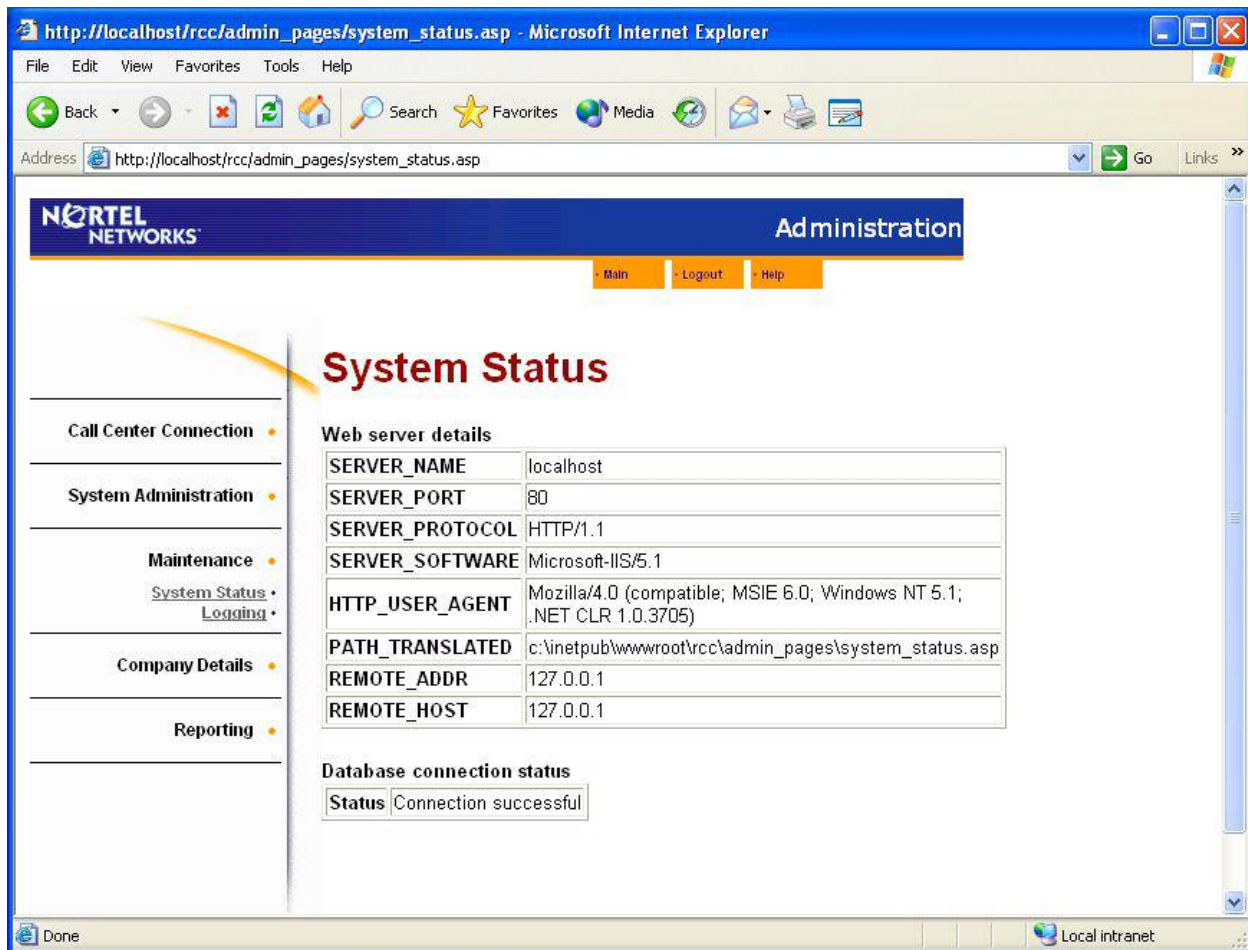 http://localhost/rcc/admin_pages/system_status.asp - Microsoft Internet Explorer
File Edit View Favorites Tools Help
Back Search Favorites Media
Address http://localhost/rcc/admin_pages/system_status.asp Go Links »
NORTEL
NETWORKS
Administration
Main Logout Help
System Status
Call Center Connection
System Administration
Maintenance
System Status
Logging
Company Details
Reporting
Web server details
SERVER_NAME localhost
SERVER_PORT 80
SERVER_PROTOCOL HTTP/1.1
SERVER_SOFTWARE Microsoft-IIS/5.1
HTTP_USER_AGENT Mozilla/4.0 (compatible; MSIE 6.0; Windows NT 5.1;
.NET CLR 1.0.3705)
PATH_TRANSLATED c:\inetpub\wwwroot\rcc\admin_pages\system_status.asp
REMOTE_ADDR 127.0.0.1
REMOTE_HOST 127.0.0.1
Database connection status
Status Connection successful
Done Local intranet